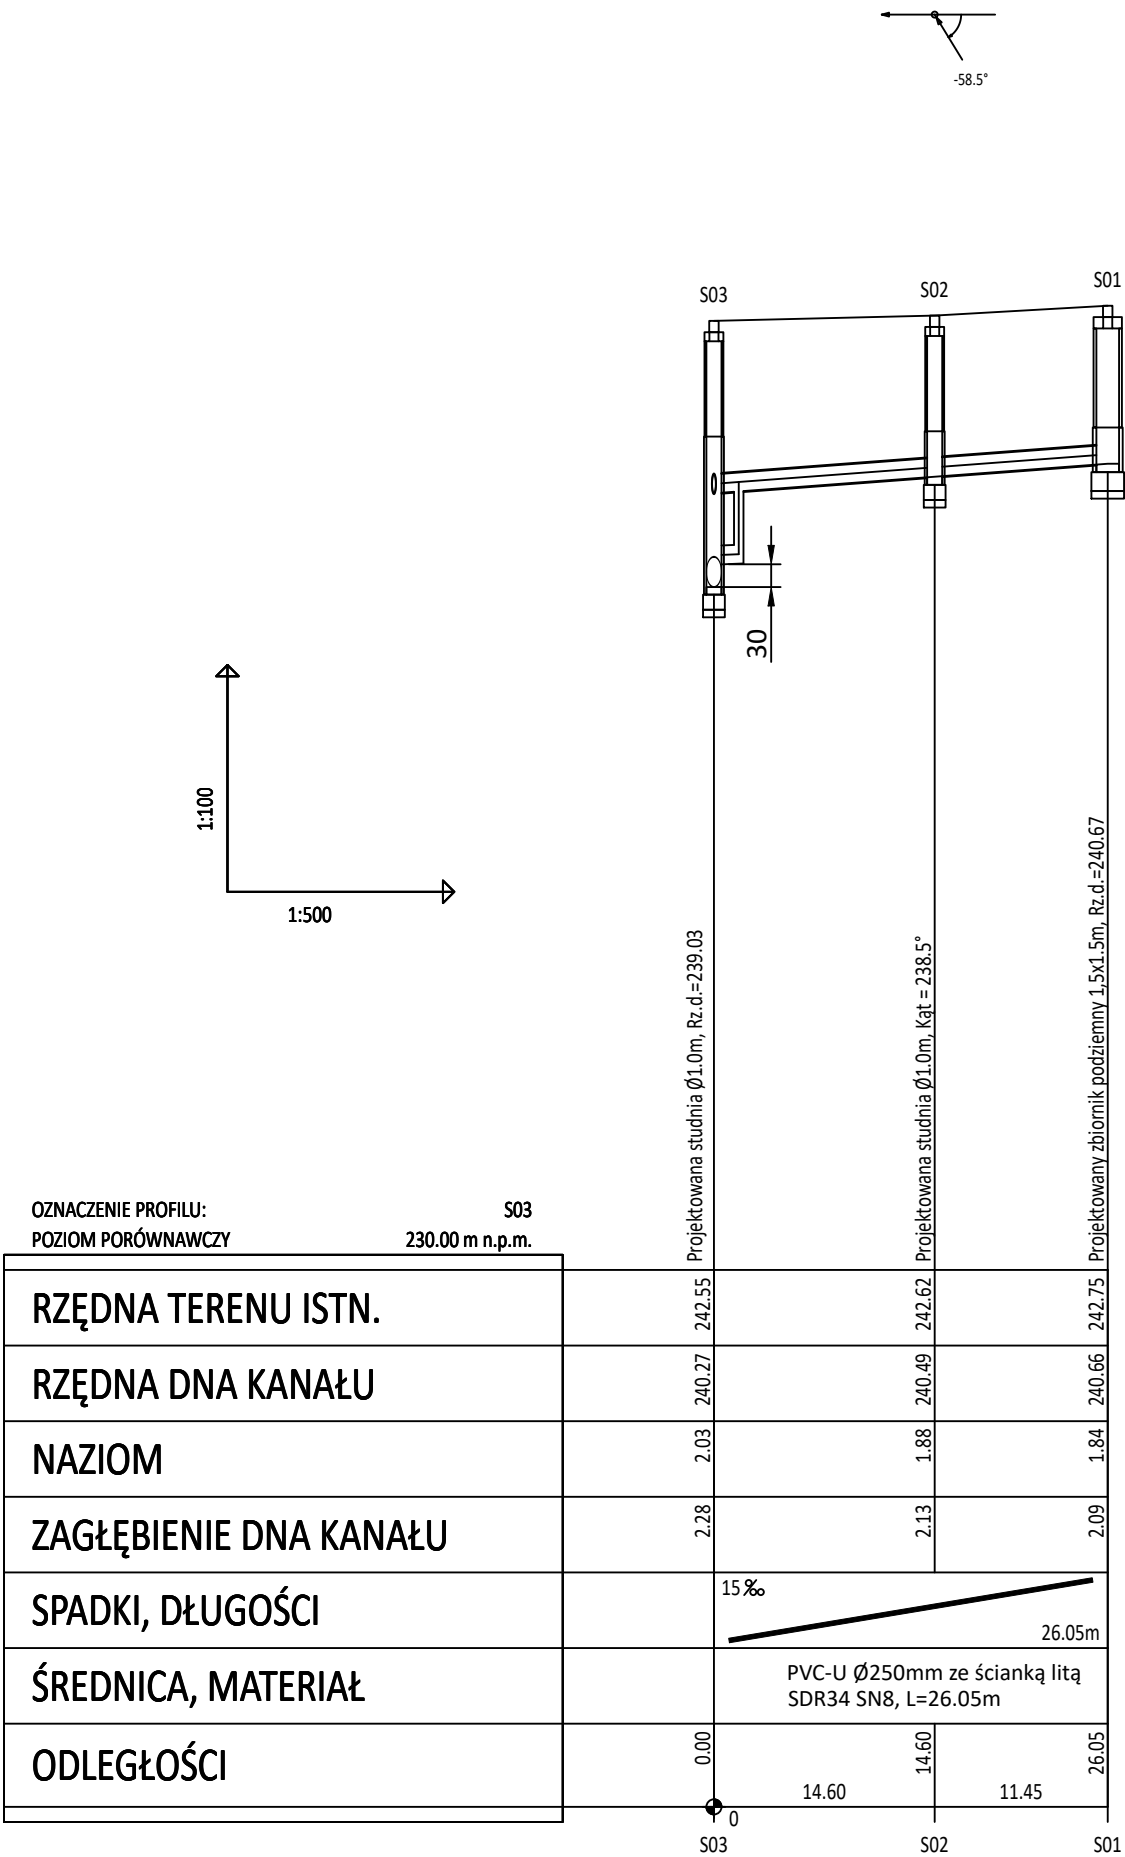 -58.5°
S03
S02
S01
30
1:100
1:500
Projektowana studnia Ø1.0m, Rz.d.=239.03
Projektowana studnia Ø1.0m, Kąt = 238.5°
Projektowany zbiornik podziemny 1,5x1.5m, Rz.d.=240.67
OZNACZENIE PROFILU: S03
POZIOM PORÓWNAWCZY 230.00 m n.p.m.
RZĘDNA TERENU ISTN. 242.55 242.62 242.75
RZĘDNA DNA KANAŁU 240.27 240.49 240.66
NAZIOM 2.03 1.88 1.84
ZAGŁĘBIENIE DNA KANAŁU 2.28 2.13 2.09
SPADKI, DŁUGOŚCI 15‰ 26.05m
ŚREDNICA, MATERIAŁ
PVC-U Ø250mm ze ścianką litą
SDR34 SN8, L=26.05m
ODLEGŁOŚCI 0.00 14.60 26.05
14.60 11.45
0
S03 S02 S01